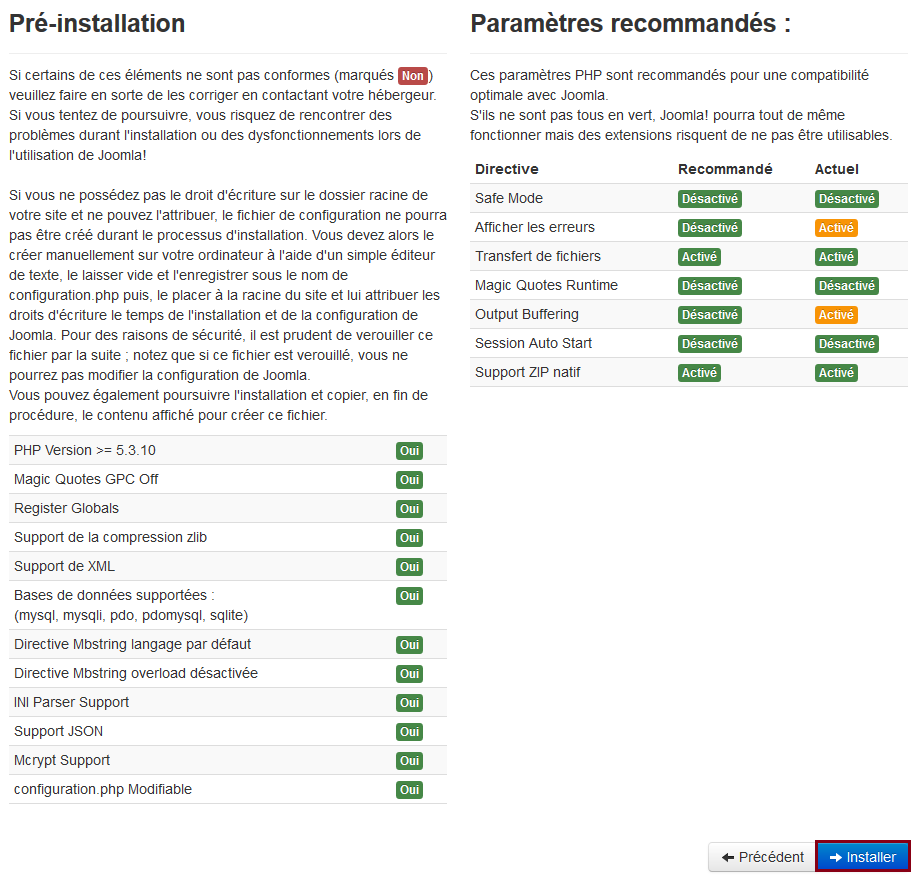 Pré-installation
Si certains de ces éléments ne sont pas conformes (marqués Non)
veuillez faire en sorte de les corriger en contactant votre hébergeur.
Si vous tentez de poursuivre, vous risquez de rencontrer des
problèmes durant l'installation ou des dysfonctionnements lors de
l'utilisation de Joomla!
Si vous ne possédez pas le droit d'écriture sur le dossier racine de
votre site et ne pouvez l'attribuer, le fichier de configuration ne pourra
pas être créé durant le processus d'installation. Vous devez alors le
créer manuellement sur votre ordinateur à l'aide d'un simple éditeur
de texte, le laisser vide et l'enregistrer sous le nom de
configuration.php puis, le placer à la racine du site et lui attribuer les
droits d'écriture le temps de l'installation et de la configuration de
Joomla. Pour des raisons de sécurité, il est prudent de verouiller ce
fichier par la suite ; notez que si ce fichier est verouillé, vous ne
pourrez pas modifier la configuration de Joomla.
Vous pouvez également poursuivre l'installation et copier, en fin de
procédure, le contenu affiché pour créer ce fichier.
PHP Version >= 5.3.10 Oui
Magic Quotes GPC Off Oui
Register Globals Oui
Support de la compression zlib Oui
Support de XML Oui
Bases de données supportées : Oui
(mysql, mysqli, pdo, pdomysql, sqlite)
Directive Mbstring langage par défaut Oui
Directive Mbstring overload désactivée Oui
INI Parser Support Oui
Support JSON Oui
Mcrypt Support Oui
configuration.php Modifiable Oui
Paramètres recommandés :
Ces paramètres PHP sont recommandés pour une compatibilité
optimale avec Joomla.
S'ils ne sont pas tous en vert, Joomla! pourra tout de même
fonctionner mais des extensions risquent de ne pas être utilisables.
Directive Recommandé Actuel
Safe Mode Désactivé Désactivé
Afficher les erreurs Désactivé Activé
Transfert de fichiers Activé Activé
Magic Quotes Runtime Désactivé Désactivé
Output Buffering Désactivé Activé
Session Auto Start Désactivé Désactivé
Support ZIP natif Activé Activé
Précédent Installer